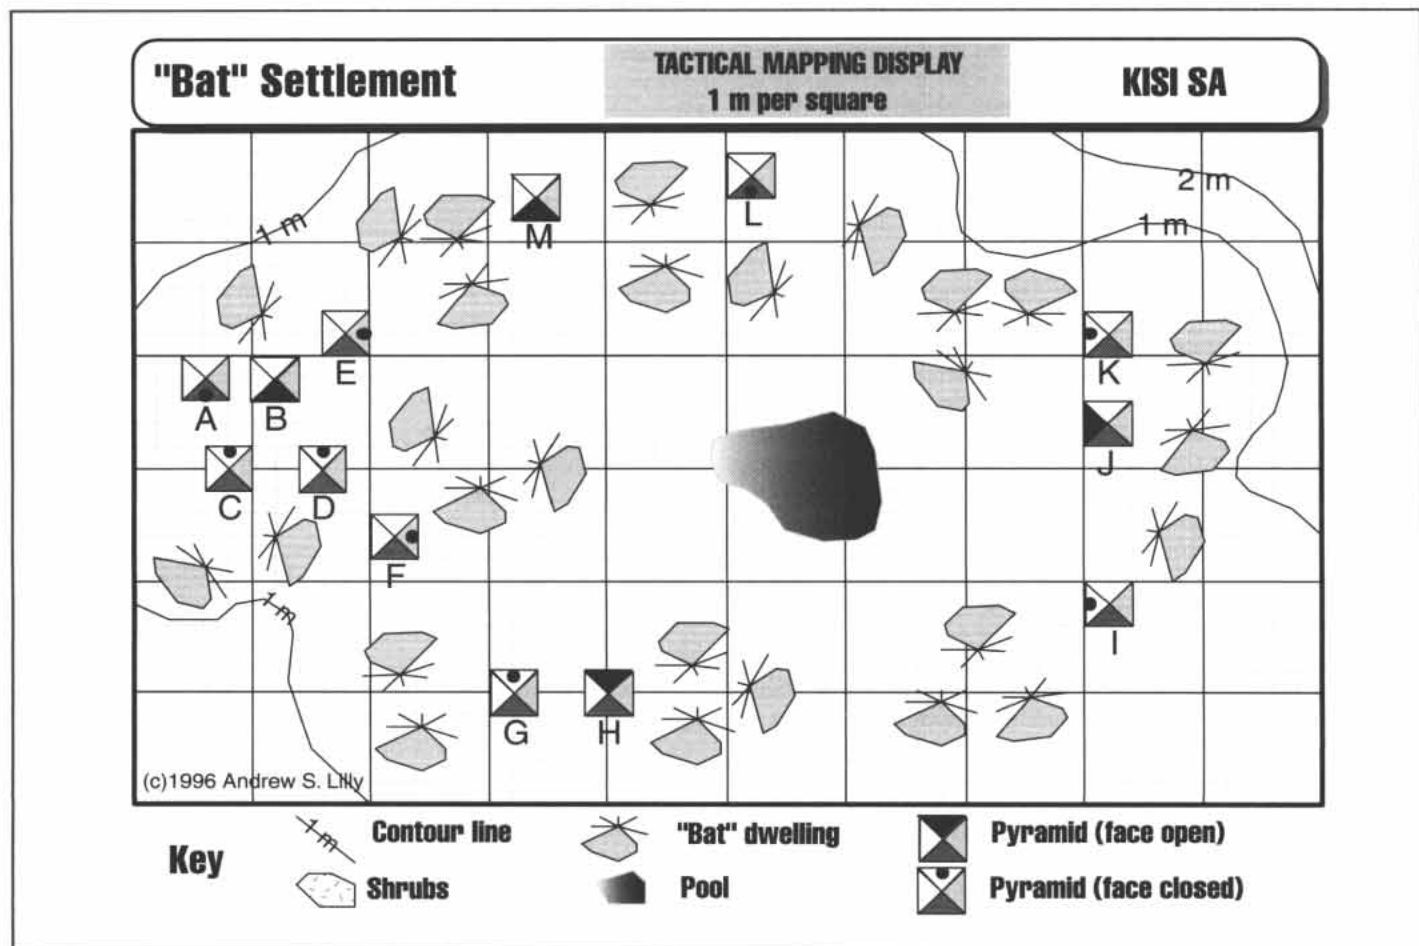 "Bat" Settlement
TACTICAL MAPPING DISPLAY
1 m per square
KISI SA
2 m
1 m
1 m
L
M
E
K
A
B
J
C
D
F
1 m
I
G
H
(c)1996 Andrew S. Lilly
Key
1 m
Contour line
"Bat" dwelling
Pyramid (face open)
Shrubs
Pool
Pyramid (face closed)